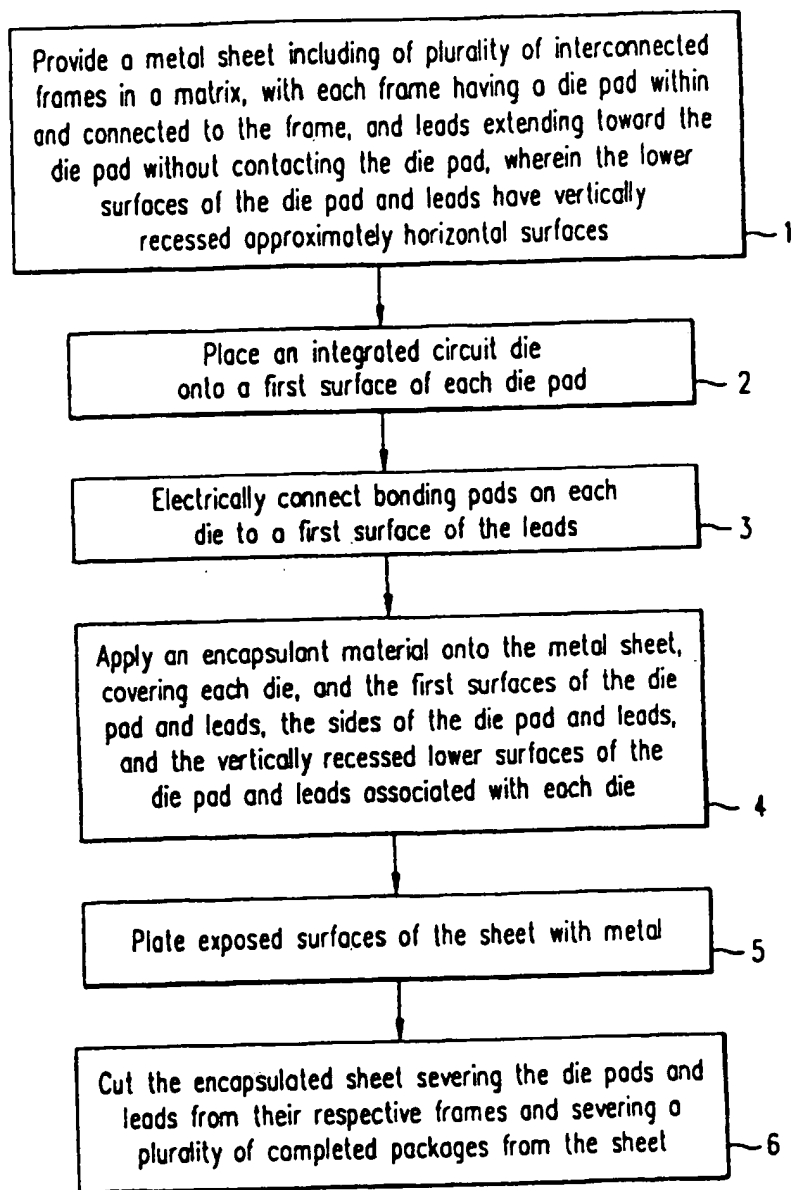 Provide a metal sheet including of plurality of interconnected
frames in a matrix, with each frame having a die pad within
and connected to the frame, and leads extending toward the
die pad without contacting the die pad, wherein the lower
surfaces of the die pad and leads have vertically
recessed approximately horizontal surfaces
1
Place an integrated circuit die
onto a first surface of each die pad
2
Electrically connect bonding pads on each
die to a first surface of the leads
3
Apply an encapsulant material onto the metal sheet,
covering each die, and the first surfaces of the die
pad and leads, the sides of the die pad and leads,
and the vertically recessed lower surfaces of the
die pad and leads associated with each die
4
Plate exposed surfaces of the sheet with metal
5
Cut the encapsulated sheet severing the die pads and
leads from their respective frames and severing a
plurality of completed packages from the sheet
6